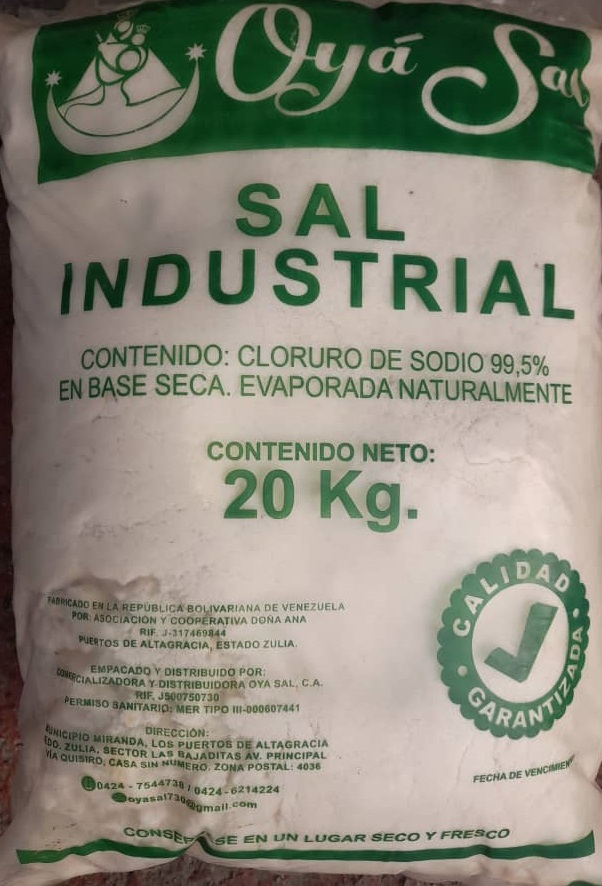 Oyá Sal
SAL
INDUSTRIAL
CONTENIDO: CLORURO DE SODIO 99,5%
EN BASE SECA. EVAPORADA NATURALMENTE
CONTENIDO NETO:
20 Kg.
FABRICADO EN LA REPÚBLICA BOLIVARIANA DE VENEZUELA
POR: ASOCIACIÓN Y COOPERATIVA DOÑA ANA
RIF. J-317469844
PUERTOS DE ALTAGRACIA, ESTADO ZULIA.
EMPACADO Y DISTRIBUIDO POR:
COMERCIALIZADORA Y DISTRIBUIDORA OYA SAL, C.A.
RIF. J500750730
PERMISO SANITARIO: MER TIPO III-000607441
DIRECCIÓN:
MUNICIPIO MIRANDA, LOS PUERTOS DE ALTAGRACIA
EDO. ZULIA, SECTOR LAS BAJADITAS AV. PRINCIPAL
VÍA QUISIRO, CASA SIN NÚMERO. ZONA POSTAL: 4036
0424 - 7544738 / 0424 - 6214224
oyasal730@gmail.com
CALIDAD
GARANTIZADA
FECHA DE VENCIMIEN
CONSE SE EN UN LUGAR SECO Y FRESCO